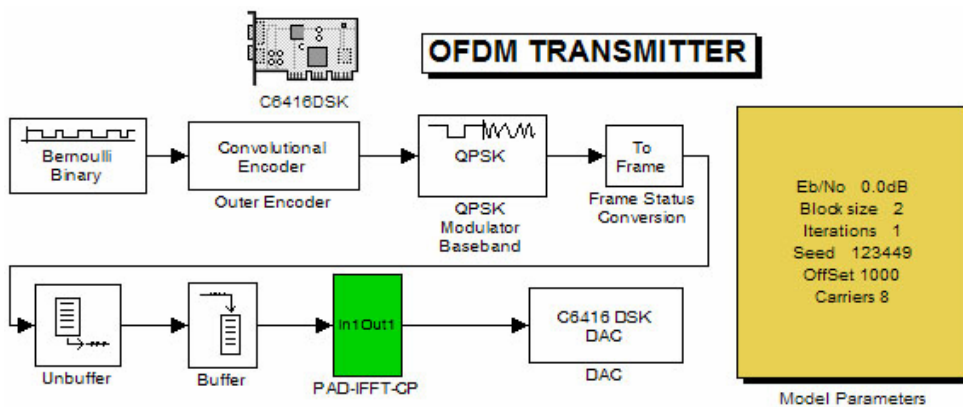 OFDM TRANSMITTER
C6416DSK
Bernoulli
Binary
Convolutional
Encoder
Outer Encoder
QPSK
QPSK
Modulator
Baseband
To
Frame
Frame Status
Conversion
Eb/No 0.0dB
Block size 2
Iterations 1
Seed 123449
OffSet 1000
Carriers 8
Model Parameters
Unbuffer
Buffer
In1Out1
PAD-IFFT-CP
C6416 DSK
DAC
DAC